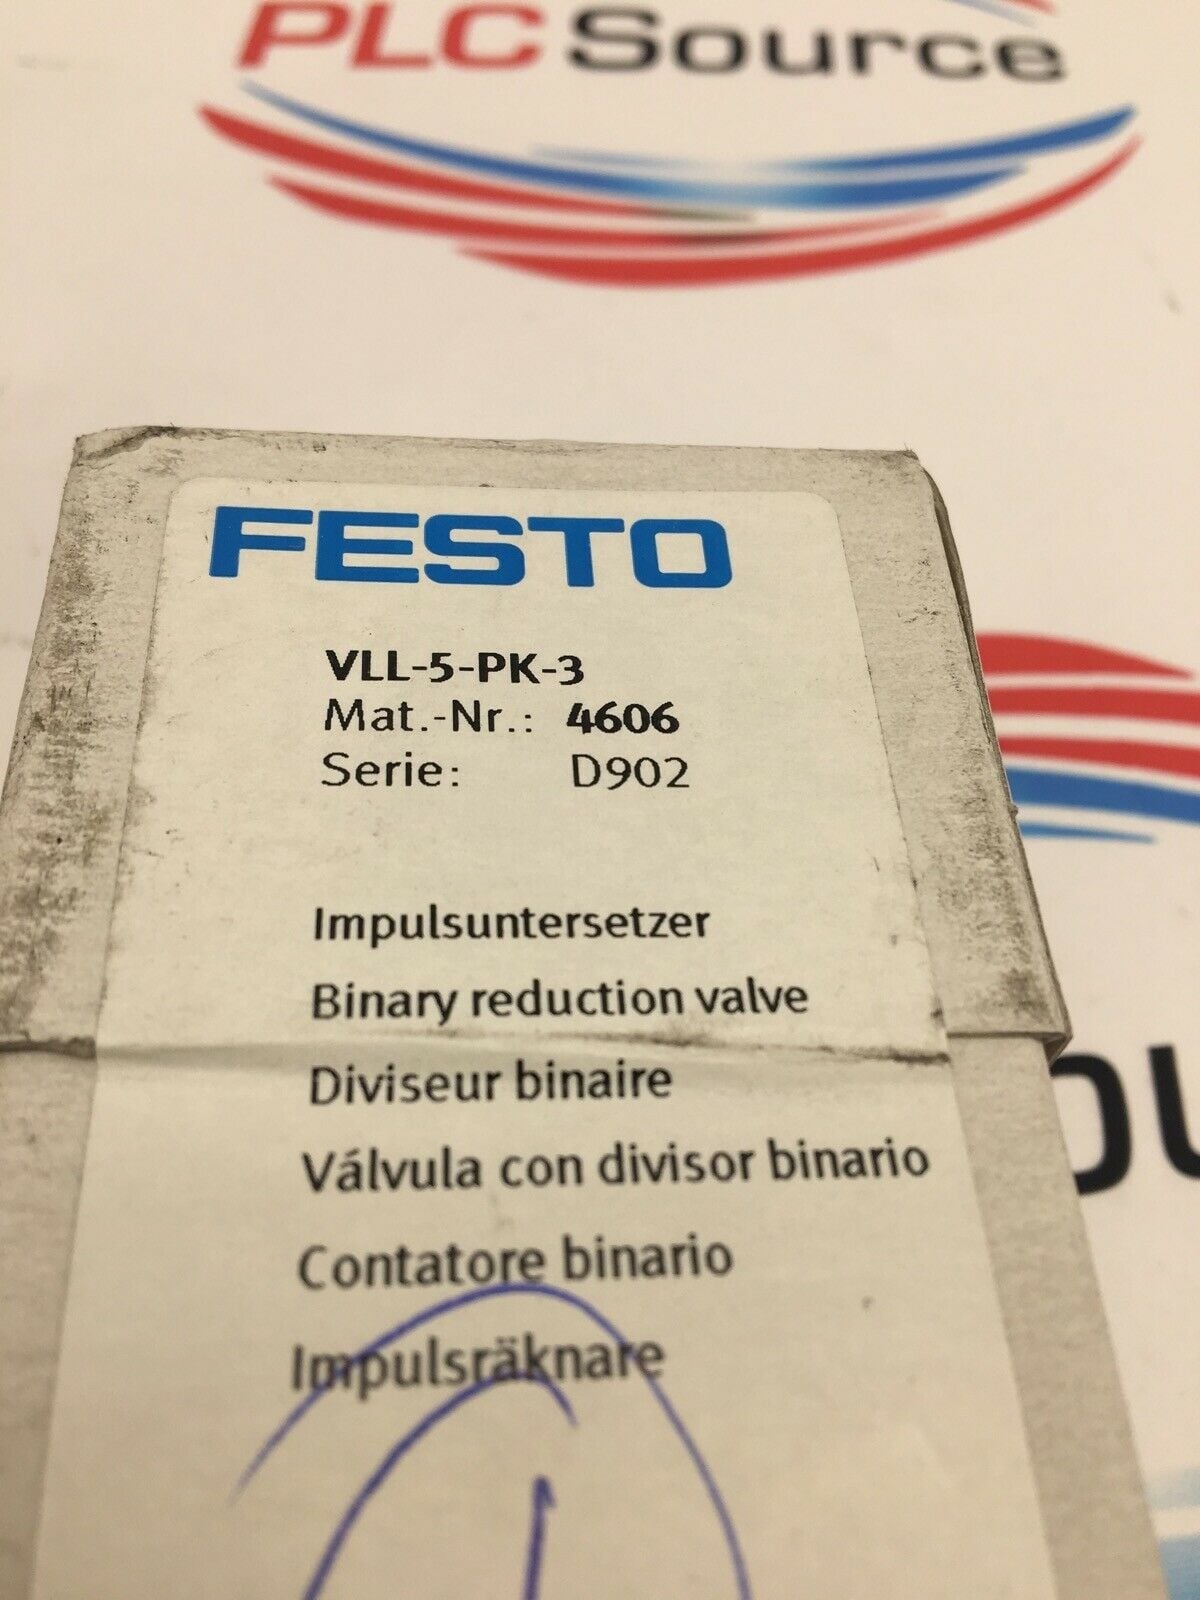 PLC Source
FESTO
VLL-5-PK-3
Mat.-Nr.: 4606
Serie: D902
Impulsuntersetzer
Binary reduction valve
Diviseur binaire
Válvula con divisor binario
Contatore binario
Impulsräknare